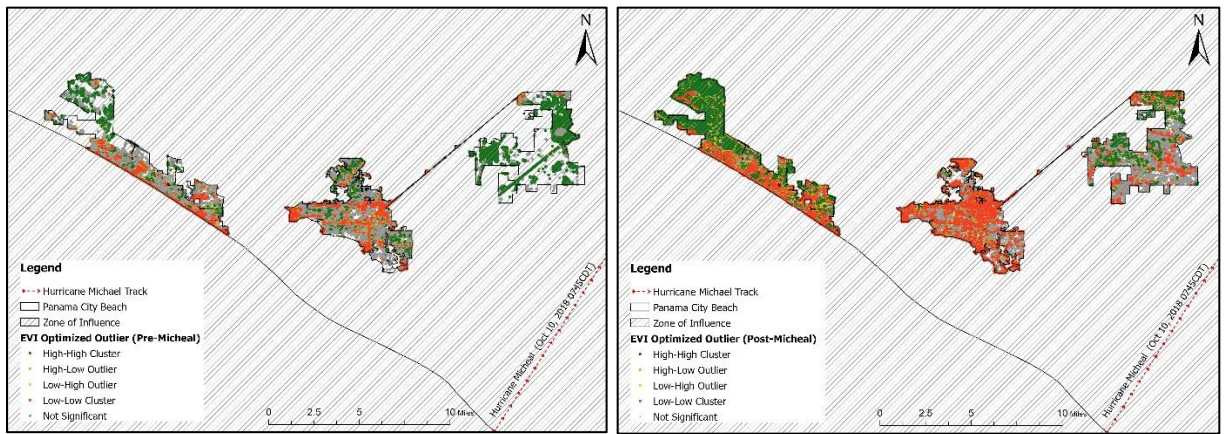 N
Legend
Hurricane Michael Track
Panama City Beach
Zone of Influence
EVI Optimized Outlier (Pre-Micheal)
High-High Cluster
High-Low Outlier
Low-High Outlier
Low-Low Cluster
Not Significant
0 2.5 5 10 Miles
Hurricane Micheal (Oct 10, 2018 0745CDT)
N
Legend
Hurricane Michael Track
Panama City Beach
Zone of Influence
EVI Optimized Outlier (Post-Micheal)
High-High Cluster
High-Low Outlier
Low-High Outlier
Low-Low Cluster
Not Significant
0 2.5 5 10 Miles
Hurricane Micheal (Oct 10, 2018 0745CDT)